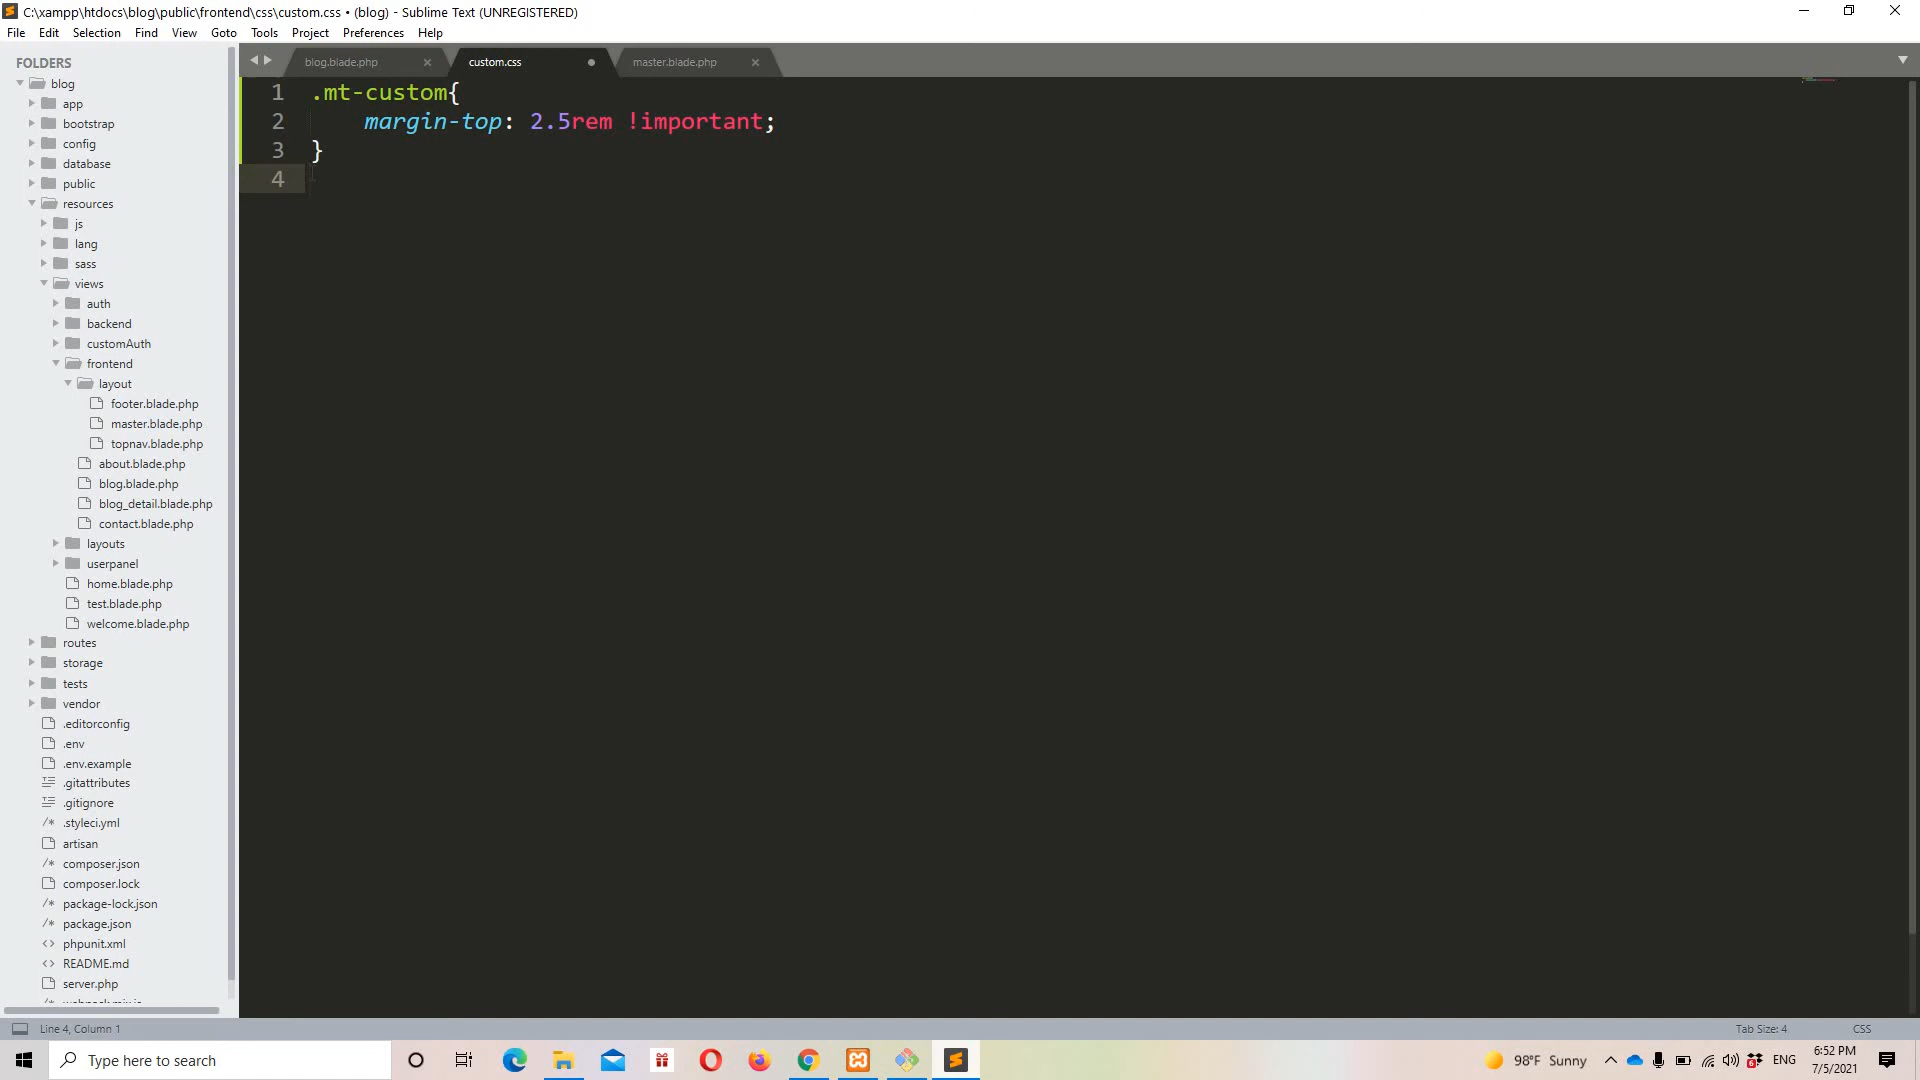 C:\xampp\htdocs\blog\public\frontend\css\custom.css • (blog) - Sublime Text (UNREGISTERED)
File Edit Selection Find View Goto Tools Project Preferences Help
FOLDERS
blog
app
bootstrap
config
database
public
resources
js
lang
sass
views
auth
backend
customAuth
frontend
layout
footer.blade.php
master.blade.php
topnav.blade.php
about.blade.php
blog.blade.php
blog_detail.blade.php
contact.blade.php
layouts
userpanel
home.blade.php
test.blade.php
welcome.blade.php
routes
storage
tests
vendor
.editorconfig
.env
.env.example
.gitattributes
.gitignore
/* .styleci.yml
artisan
/* composer.json
composer.lock
/* package-lock.json
/* package.json
<> phpunit.xml
<> README.md
server.php
blog.blade.php × custom.css master.blade.php ×
1 .mt-custom{
2 margin-top: 2.5rem !important;
3 }
4
Line 4, Column 1 Tab Size: 4 CSS
Type here to search
98°F Sunny ENG
6:52 PM
7/5/2021